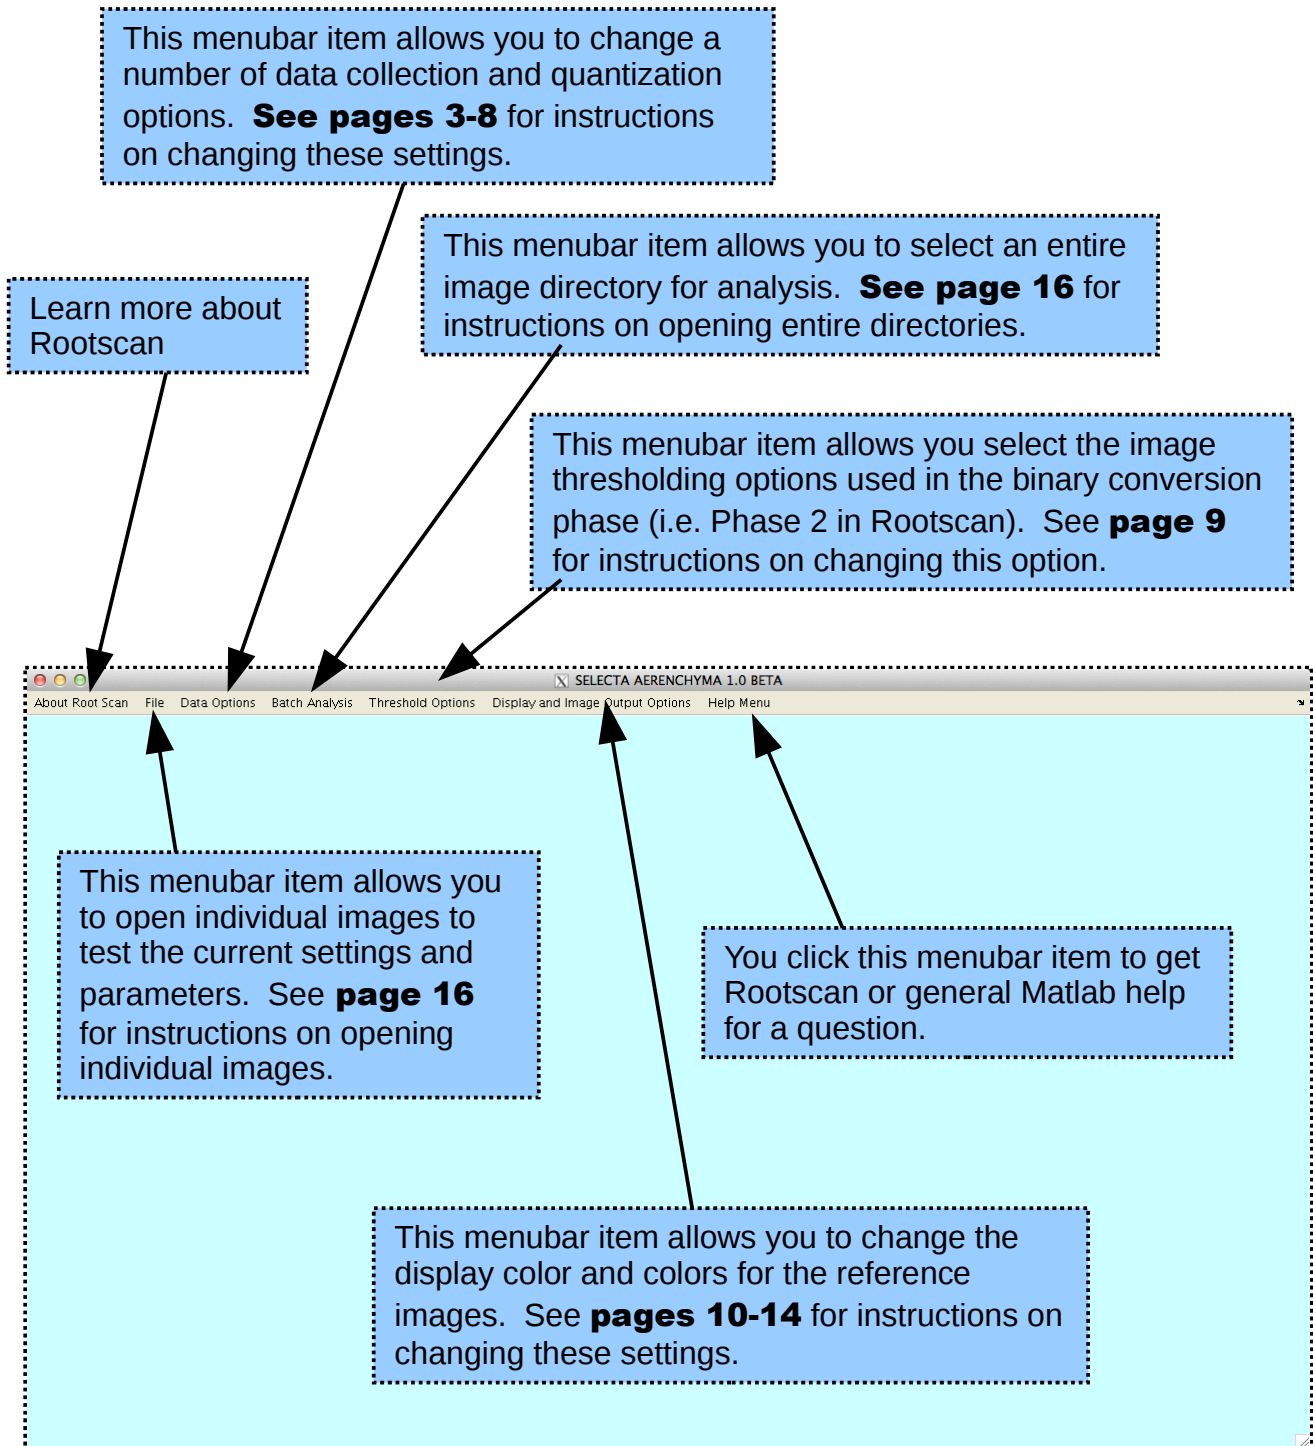 This menubar item allows you to change a
number of data collection and quantization
options.  See pages 3-8 for instructions
on changing these settings.
This menubar item allows you to select an entire
image directory for analysis.  See page 16 for
instructions on opening entire directories.
Learn more about
Rootscan
This menubar item allows you select the image
thresholding options used in the binary conversion
phase (i.e. Phase 2 in Rootscan).  See page 9
for instructions on changing this option.
SELECTA AERENCHYMA 1.0 BETA
About Root Scan File Data Options Batch Analysis Threshold Options Display and Image Output Options Help Menu
This menubar item allows you
to open individual images to
test the current settings and
parameters.  See page 16
for instructions on opening
individual images.
You click this menubar item to get
Rootscan or general Matlab help
for a question.
This menubar item allows you to change the
display color and colors for the reference
images.  See pages 10-14 for instructions on
changing these settings.